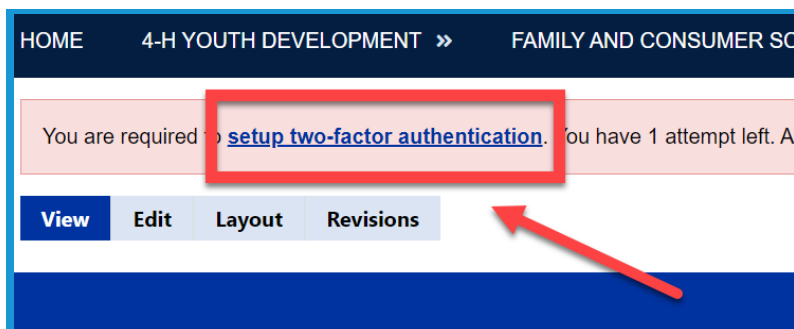 HOME 4-H YOUTH DEVELOPMENT » FAMILY AND CONSUMER SC
You are required setup two-factor authentication. You have 1 attempt left. A
View Edit Layout Revisions